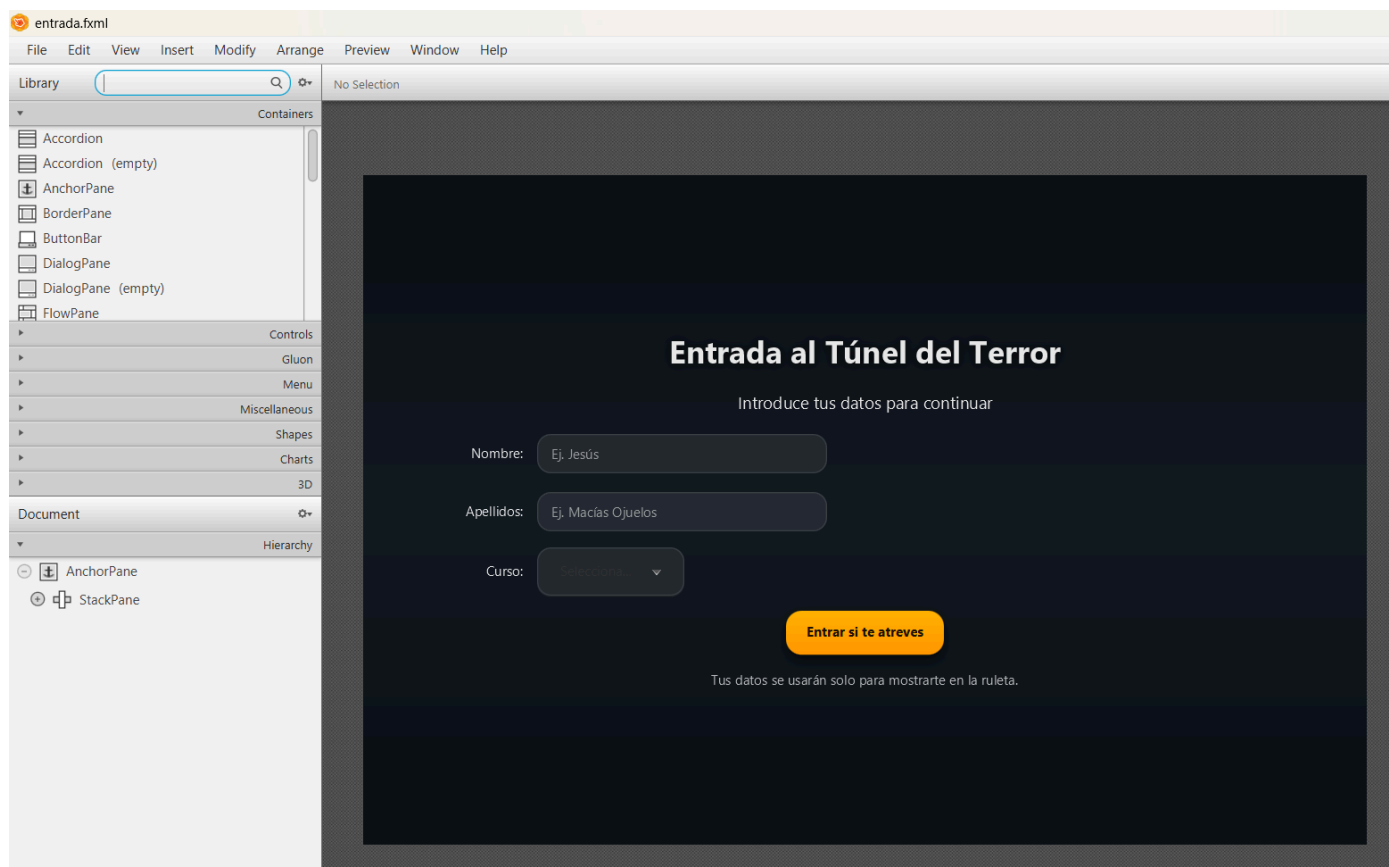 entrada.fxml
File Edit View Insert Modify Arrange Preview Window Help
Library
No Selection
Containers
Accordion
Accordion (empty)
AnchorPane
BorderPane
ButtonBar
DialogPane
DialogPane (empty)
FlowPane
Controls
Gluon
Menu
Miscellaneous
Shapes
Charts
3D
Document
Hierarchy
AnchorPane
StackPane
Entrada al Túnel del Terror
Introduce tus datos para continuar
Nombre: Ej. Jesús
Apellidos: Ej. Macías Ojuelos
Curso: Selecciona...
Entrar si te atreves
Tus datos se usarán solo para mostrarte en la ruleta.